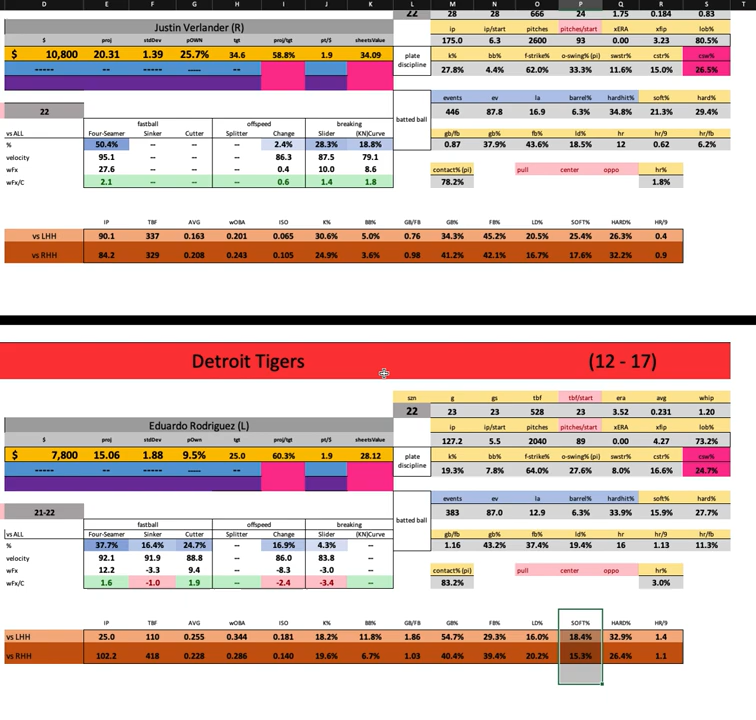 D E F G H I J K L M N O P Q R S T
22 28 28 666 24 1.75 0.184 0.83
Justin Verlander (R) ip ip/start pitches pitches/start xERA xfip lob%
$ proj stdDev pOWN tgt proj/tgt pt/$ sheetsValue 175.0 6.3 2600 93 0.00 3.23 80.5%
$ 10,800 20.31 1.39 25.7% 34.6 58.8% 1.9 34.09 plate discipline k% bb% f-strike% o-swing% (pi) swstr% cstr% csw%
----- -- --- -- 27.8% 4.4% 62.0% 33.3% 11.6% 15.0% 26.5%
events ev la barrel% hardhit% soft% hard%
22 446 87.8 16.9 6.3% 34.8% 21.3% 29.4%
fastball offspeed breaking batted ball
vs ALL Four-Seamer Sinker Cutter Splitter Change Slider (KN)Curve gb/fb gb% fb% ld% hr hr/9 hr/fb
% 50.4% -- -- -- 2.4% 28.3% 18.8% 0.87 37.9% 43.6% 18.5% 12 0.62 6.2%
velocity 95.1 -- -- -- 86.3 87.5 79.1
wFx 27.6 -- -- -- 0.4 10.0 8.6 contact% (pi) pull center oppo hr%
wFx/C 2.1 -- -- -- 0.6 1.4 1.8 78.2% 1.8%
IP TBF AVG wOBA ISO K% BB% GB/FB GB% FB% LD% SOFT% HARD% HR/9
vs LHH 90.1 337 0.163 0.201 0.065 30.6% 5.0% 0.76 34.3% 45.2% 20.5% 25.4% 26.3% 0.4
vs RHH 84.2 329 0.208 0.243 0.105 24.9% 3.6% 0.98 41.2% 42.1% 16.7% 17.6% 32.2% 0.9
Detroit Tigers (12 - 17)
szn g gs tbf tbf/start era avg whip
22 23 23 528 23 3.52 0.231 1.20
Eduardo Rodriguez (L) ip ip/start pitches pitches/start xERA xfip lob%
$ proj stdDev pOwn tgt proj/tgt pt/$ sheetsValue 127.2 5.5 2040 89 0.00 4.27 73.2%
$ 7,800 15.06 1.88 9.5% 25.0 60.3% 1.9 28.12 plate discipline k% bb% f-strike% o-swing% (pi) swstr% cstr% csw%
----- -- --- -- 19.3% 7.8% 64.0% 27.6% 8.0% 16.6% 24.7%
events ev la barrel% hardhit% soft% hard%
21-22 383 87.0 12.9 6.3% 33.9% 15.9% 27.7%
fastball offspeed breaking batted ball
vs ALL Four-Seamer Sinker Cutter Splitter Change Slider (KN)Curve gb/fb gb% fb% ld% hr hr/9 hr/fb
% 37.7% 16.4% 24.7% -- 16.9% 4.3% -- 1.16 43.2% 37.4% 19.4% 16 1.13 11.3%
velocity 92.1 91.9 88.8 -- 86.0 83.8 --
wFx 12.2 -3.3 9.4 -- -8.3 -3.0 -- contact% (pi) pull center oppo hr%
wFx/C 1.6 -1.0 1.9 -- -2.4 -3.4 -- 83.2% 3.0%
IP TBF AVG wOBA ISO K% BB% GB/FB GB% FB% LD% SOFT% HARD% HR/9
vs LHH 25.0 110 0.255 0.344 0.181 18.2% 11.8% 1.86 54.7% 29.3% 16.0% 18.4% 32.9% 1.4
vs RHH 102.2 418 0.228 0.286 0.140 19.6% 6.7% 1.03 40.4% 39.4% 20.2% 15.3% 26.4% 1.1